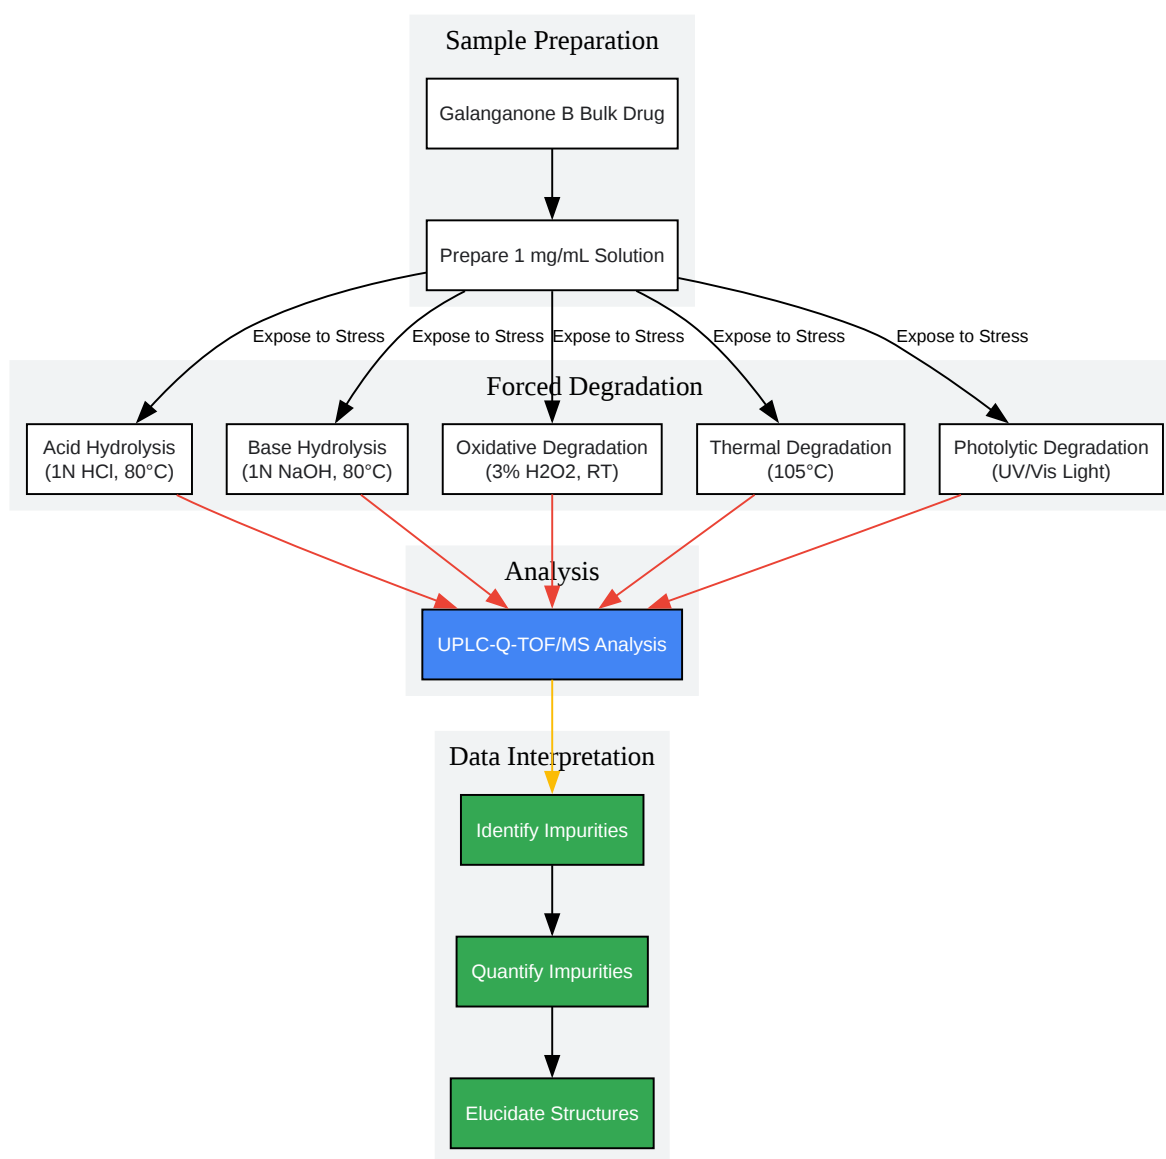 Sample Preparation
Galanganone B Bulk Drug
Prepare 1 mg/mL Solution
Expose to Stress
Expose to Stress
Expose to Stress
Expose to Stress
Expose to Stress
Forced Degradation
Acid Hydrolysis
(1N HCl, 80°C)
Base Hydrolysis
(1N NaOH, 80°C)
Oxidative Degradation
(3% H2O2, RT)
Thermal Degradation
(105°C)
Photolytic Degradation
(UV/Vis Light)
Analysis
UPLC-Q-TOF/MS Analysis
Data Interpretation
Identify Impurities
Quantify Impurities
Elucidate Structures